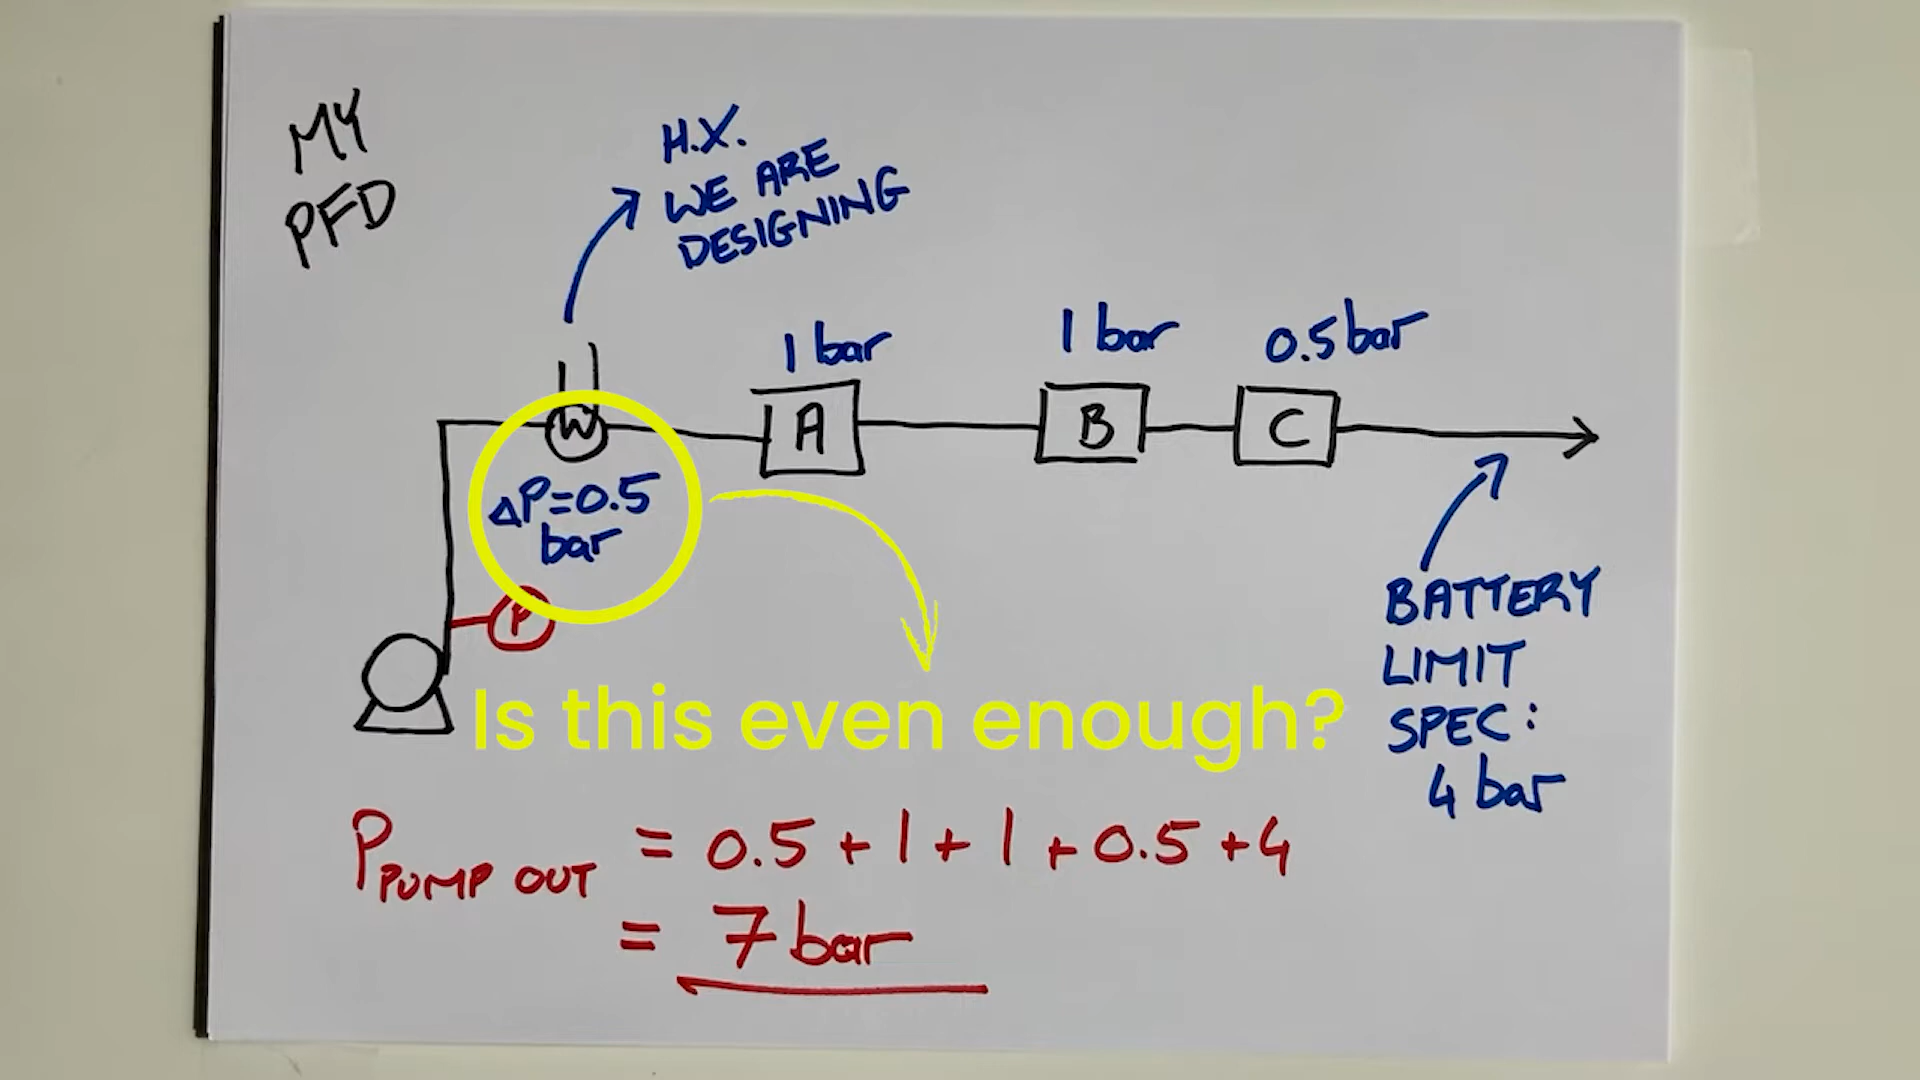 MY
PFD
H.X.
WE ARE
DESIGNING
1 bar
1 bar
0.5 bar
W
A
B
C
ΔP=0.5
bar
P
Is this even enough?
BATTERY
LIMIT
SPEC:
4 bar
P PUMP OUT = 0.5 + 1 + 1 + 0.5 + 4
= 7 bar